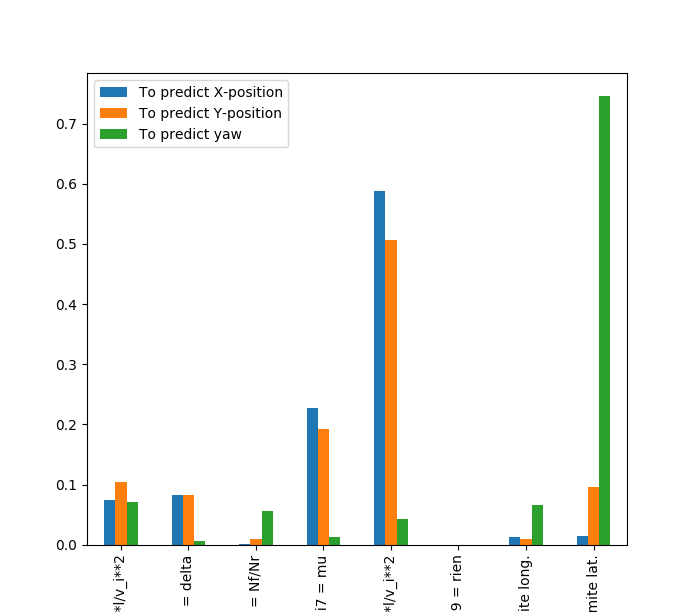 To predict X-position
To predict Y-position
To predict yaw
0.7
0.6
0.5
0.4
0.3
0.2
0.1
0.0
*l/v_i**2
= delta
= Nf/Nr
i7 = mu
*l/v_i**2
9 = rien
ite long.
mite lat.